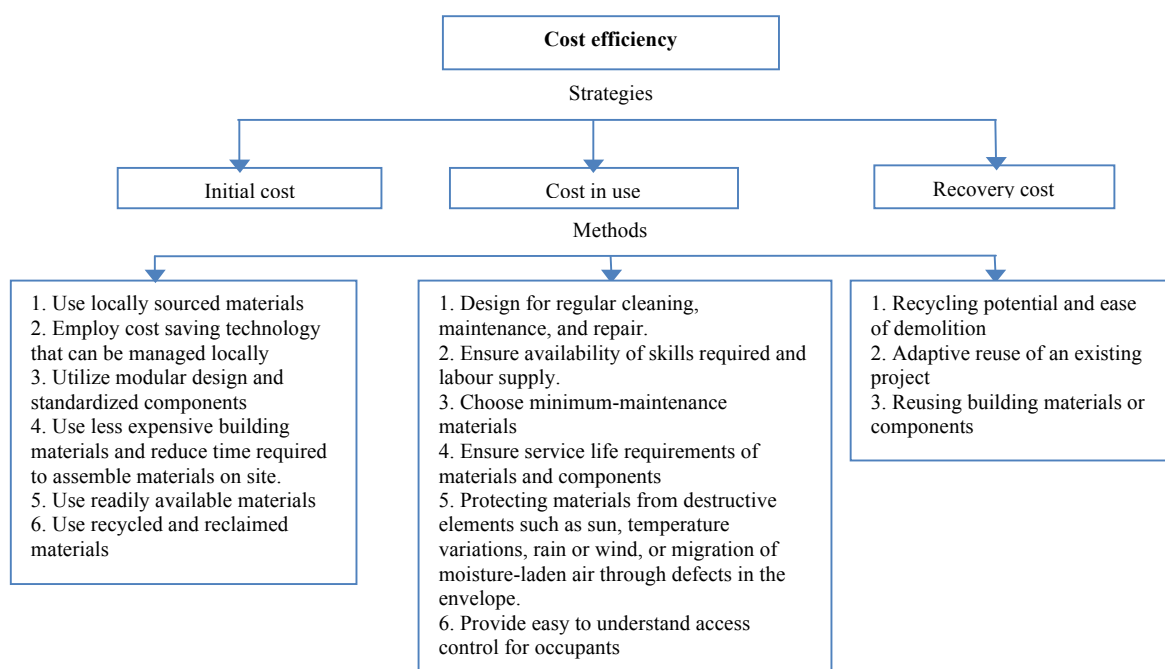 Cost efficiency
Strategies
Initial cost
Cost in use
Recovery cost
Methods
1. Use locally sourced materials
2. Employ cost saving technology
that can be managed locally
3. Utilize modular design and
standardized components
4. Use less expensive building
materials and reduce time required
to assemble materials on site.
5. Use readily available materials
6. Use recycled and reclaimed
materials
1. Design for regular cleaning,
maintenance, and repair.
2. Ensure availability of skills required and
labour supply.
3. Choose minimum-maintenance
materials
4. Ensure service life requirements of
materials and components
5. Protecting materials from destructive
elements such as sun, temperature
variations, rain or wind, or migration of
moisture-laden air through defects in the
envelope.
6. Provide easy to understand access
control for occupants
1. Recycling potential and ease
of demolition
2. Adaptive reuse of an existing
project
3. Reusing building materials or
components